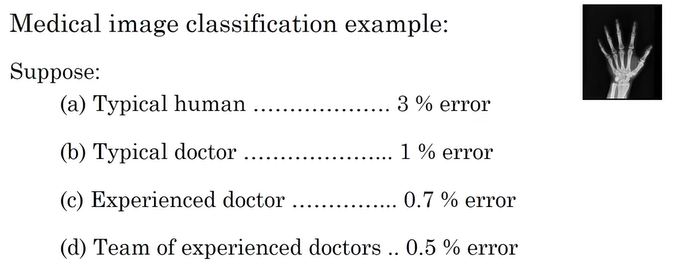 Medical image classification example:
Suppose:
(a) Typical human ................... 3 % error
(b) Typical doctor ..................... 1 % error
(c) Experienced doctor ............... 0.7 % error
(d) Team of experienced doctors .. 0.5 % error